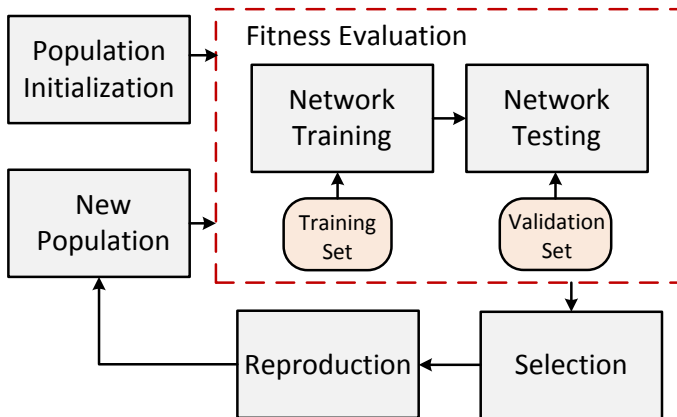 Population
Initialization
Fitness Evaluation
Network
Training
Network
Testing
New
Population
Training
Set
Validation
Set
Reproduction
Selection